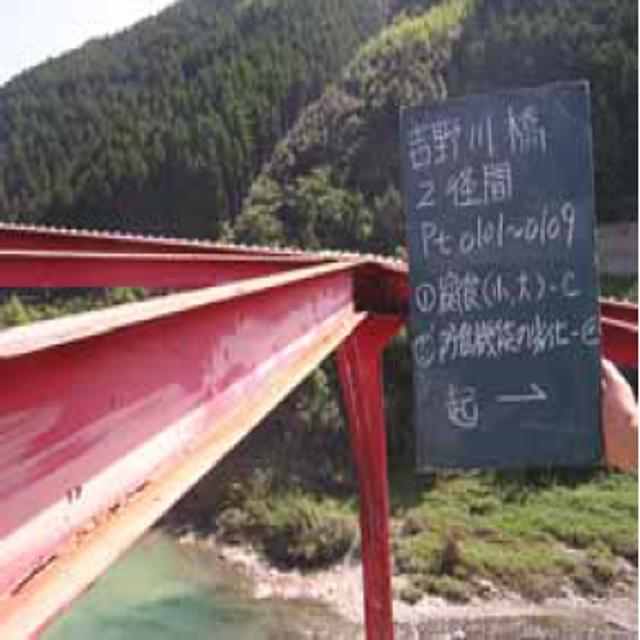 吉野川橋
2径間
Pt 0101~0109
①腐食(小,大)-C
②防食機能の劣化-e
起 →